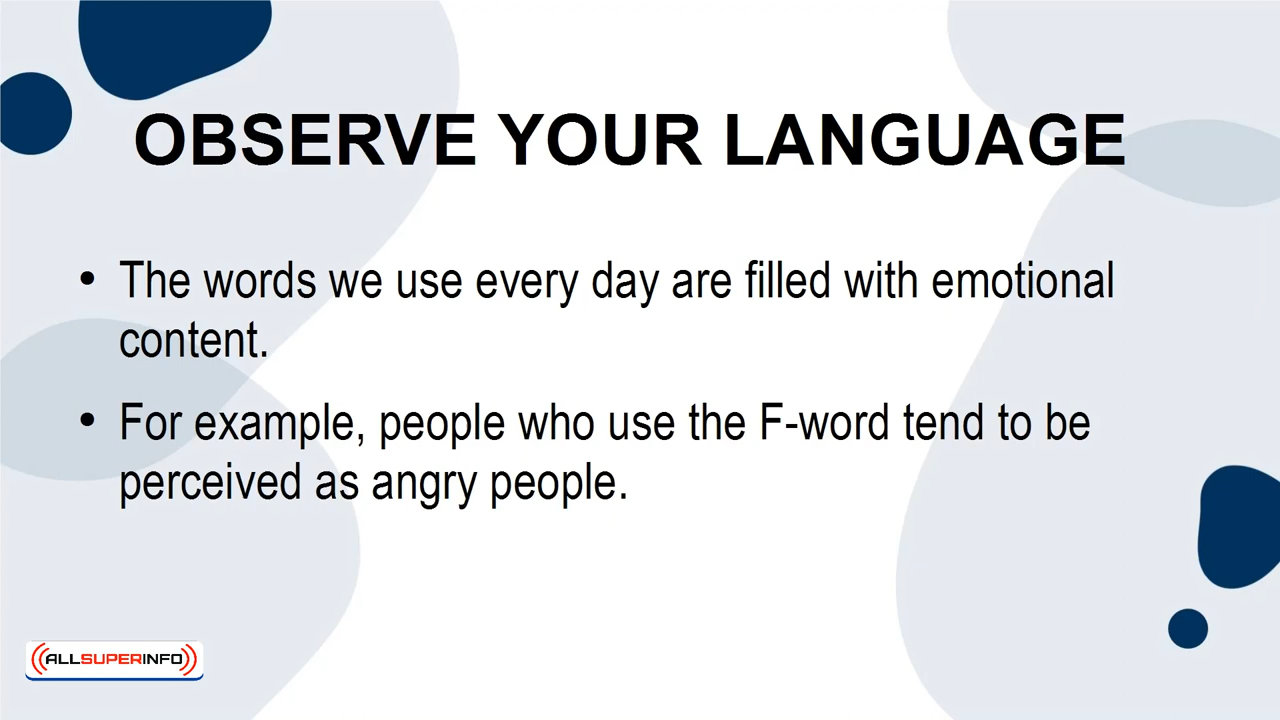 OBSERVE YOUR LANGUAGE
• The words we use every day are filled with emotional
content.
• For example, people who use the F-word tend to be
perceived as angry people.
ALLSUPERINFO